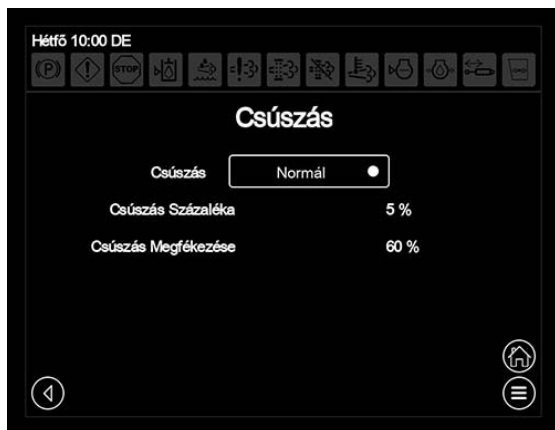 Hétfő 10:00 DE
STOP
Csúszás
Csúszás Normál
Csúszás Százaléka 5 %
Csúszás Megfékezése 60 %